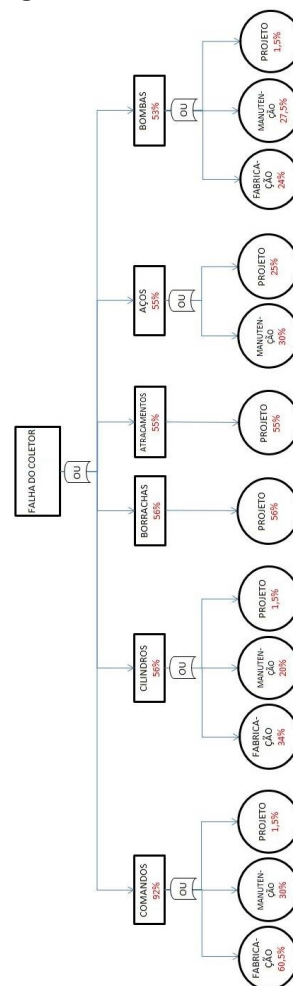 FALHA DO COLETOR
OU
COMANDOS
92%
CILINDROS
56%
BORRACHAS
56%
ATRACAMENTOS
55%
AÇOS
55%
BOMBAS
53%
OU
OU
OU
OU
FABRICA-
ÇÃO
60,5%
MANUTEN-
ÇÃO
30%
PROJETO
1,5%
FABRICA-
ÇÃO
34%
MANUTEN-
ÇÃO
20%
PROJETO
1,5%
PROJETO
56%
PROJETO
55%
MANUTEN-
ÇÃO
30%
PROJETO
25%
FABRICA-
ÇÃO
24%
MANUTEN-
ÇÃO
27,5%
PROJETO
1,5%